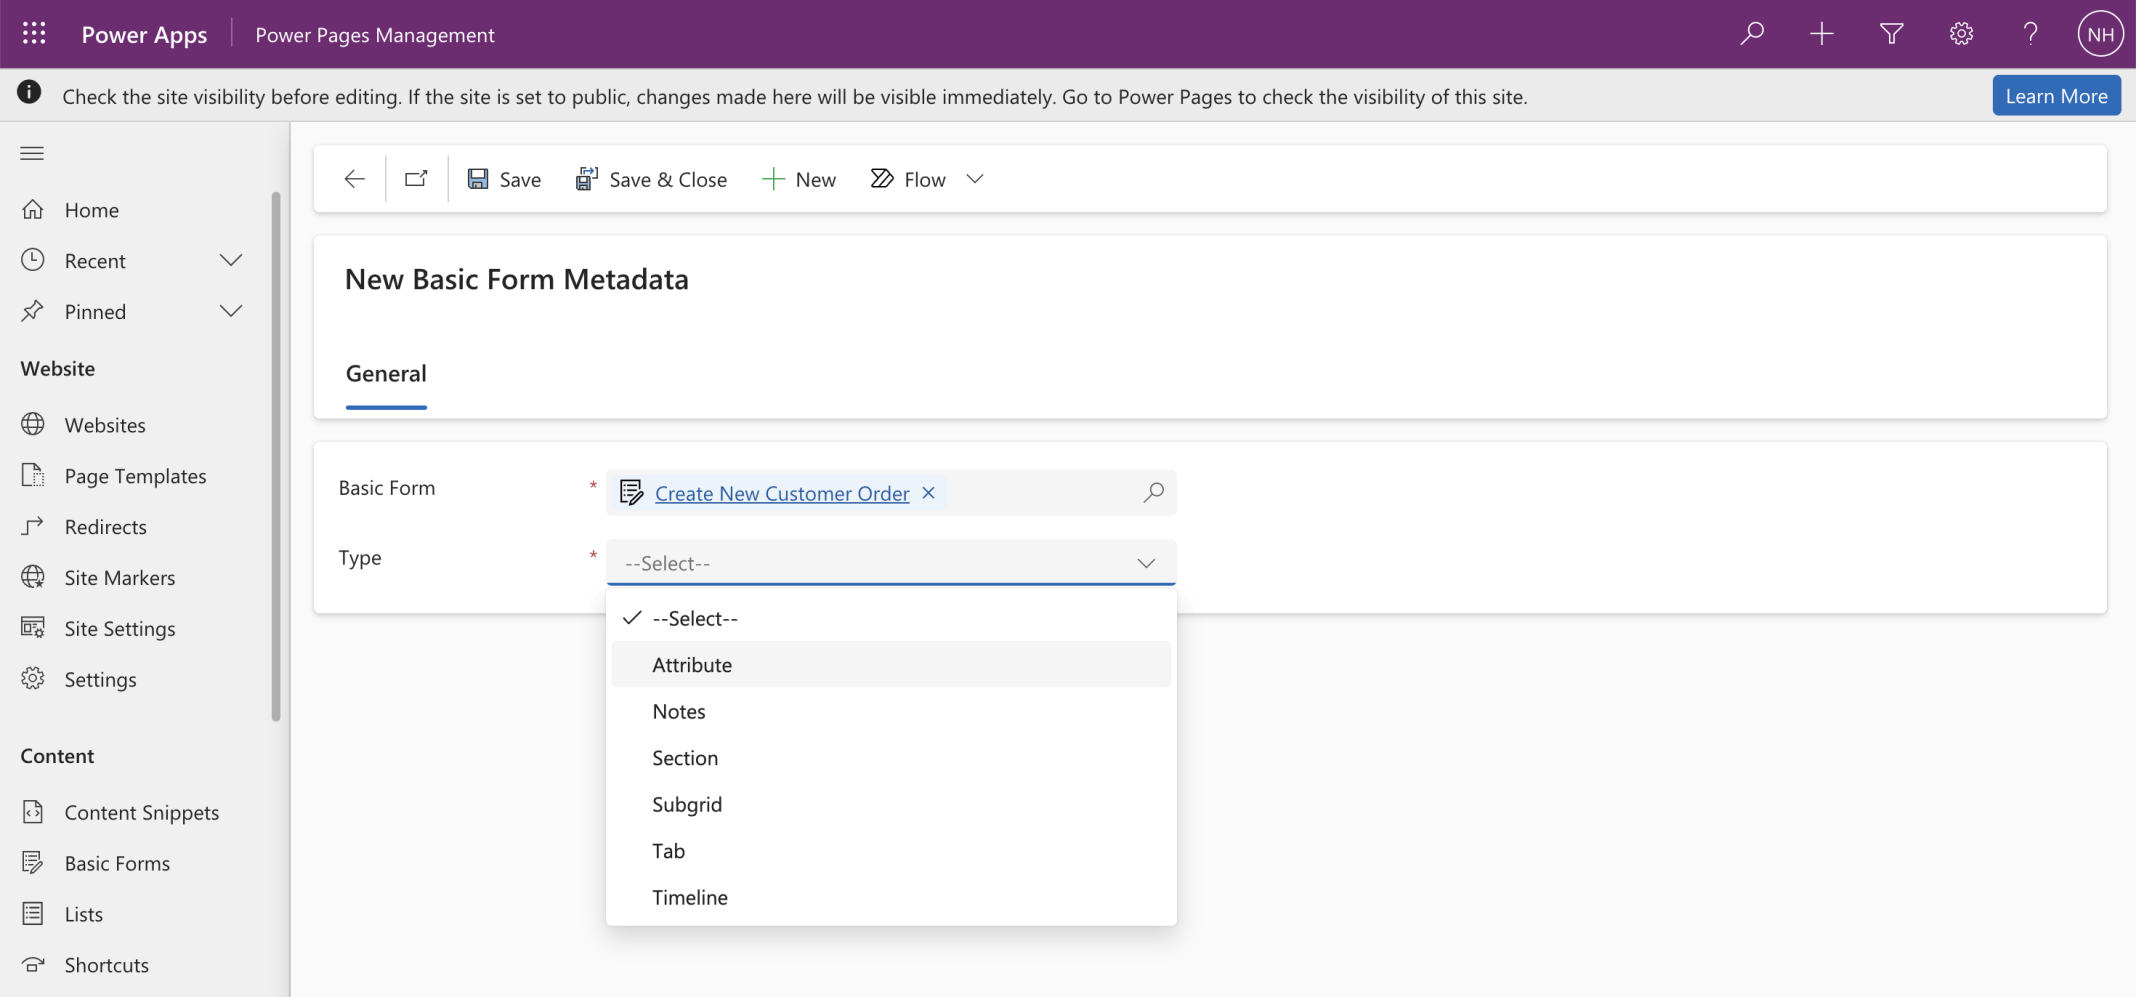 Power Apps
Power Pages Management
NH
Check the site visibility before editing. If the site is set to public, changes made here will be visible immediately. Go to Power Pages to check the visibility of this site.
Learn More
Home
Recent
Pinned
Website
Websites
Page Templates
Redirects
Site Markers
Site Settings
Settings
Content
Content Snippets
Basic Forms
Lists
Shortcuts
Save
Save & Close
New
Flow
New Basic Form Metadata
General
Basic Form *
Create New Customer Order
Type *
--Select--
--Select--
Attribute
Notes
Section
Subgrid
Tab
Timeline